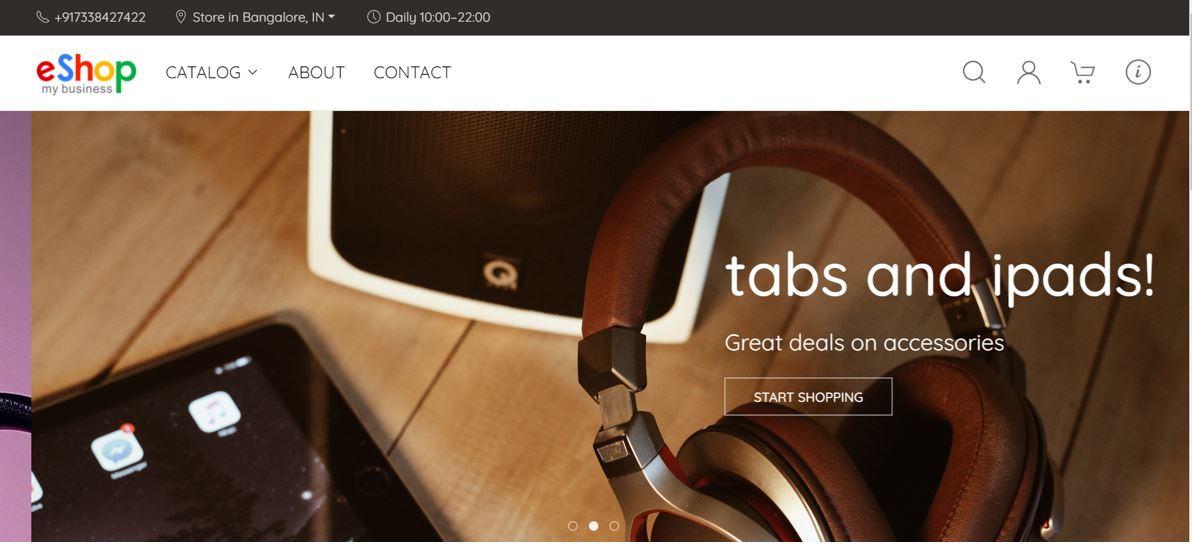 +917338427422 Store in Bangalore, IN Daily 10:00–22:00
eShop
my business
CATALOG ABOUT CONTACT
tabs and ipads!
Great deals on accessories
START SHOPPING
Messenger